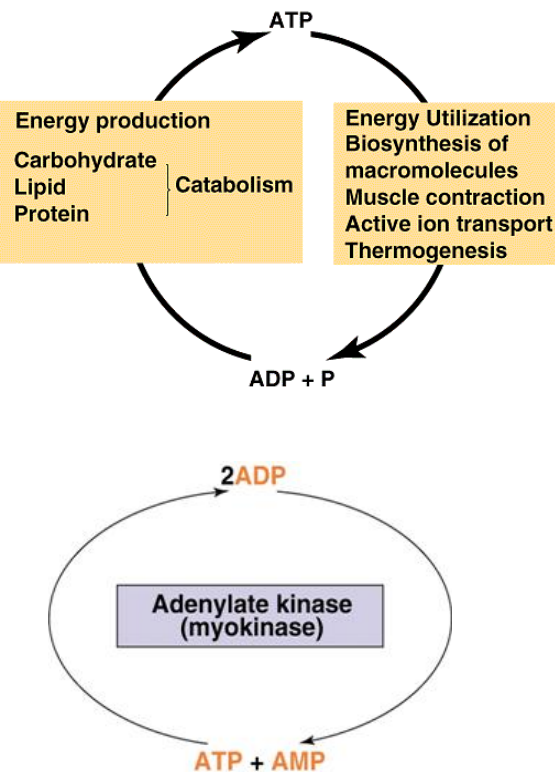 ATP
Energy production
Carbohydrate
Lipid
Protein
Catabolism
Energy Utilization
Biosynthesis of
macromolecules
Muscle contraction
Active ion transport
Thermogenesis
ADP + P
2ADP
Adenylate kinase
(myokinase)
ATP + AMP